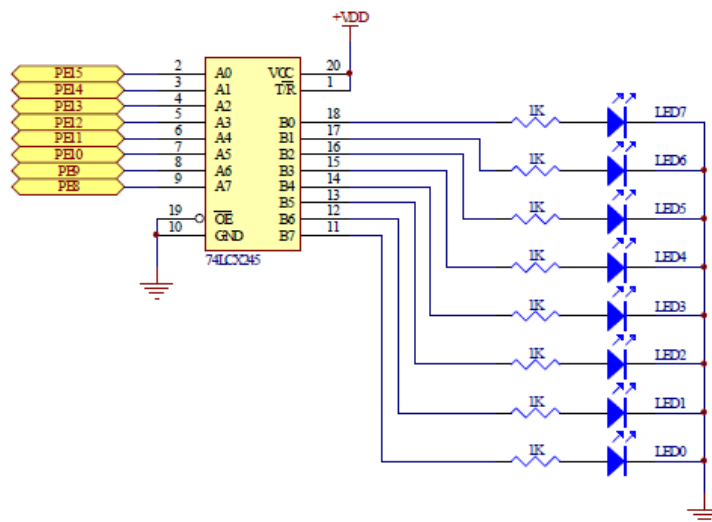 +VDD
PE15 2 A0 VCC 20
PE14 3 A1 T/R 1
PE13 4 A2
PE12 5 A3 B0 18 1K LED7
PE11 6 A4 B1 17
PE10 7 A5 B2 16 1K LED6
PE9 8 A6 B3 15
PE8 9 A7 B4 14
B5 13 1K LED5
19 OE B6 12
10 GND B7 11
74LCX245 1K LED4
1K LED3
1K LED2
1K LED1
1K LED0